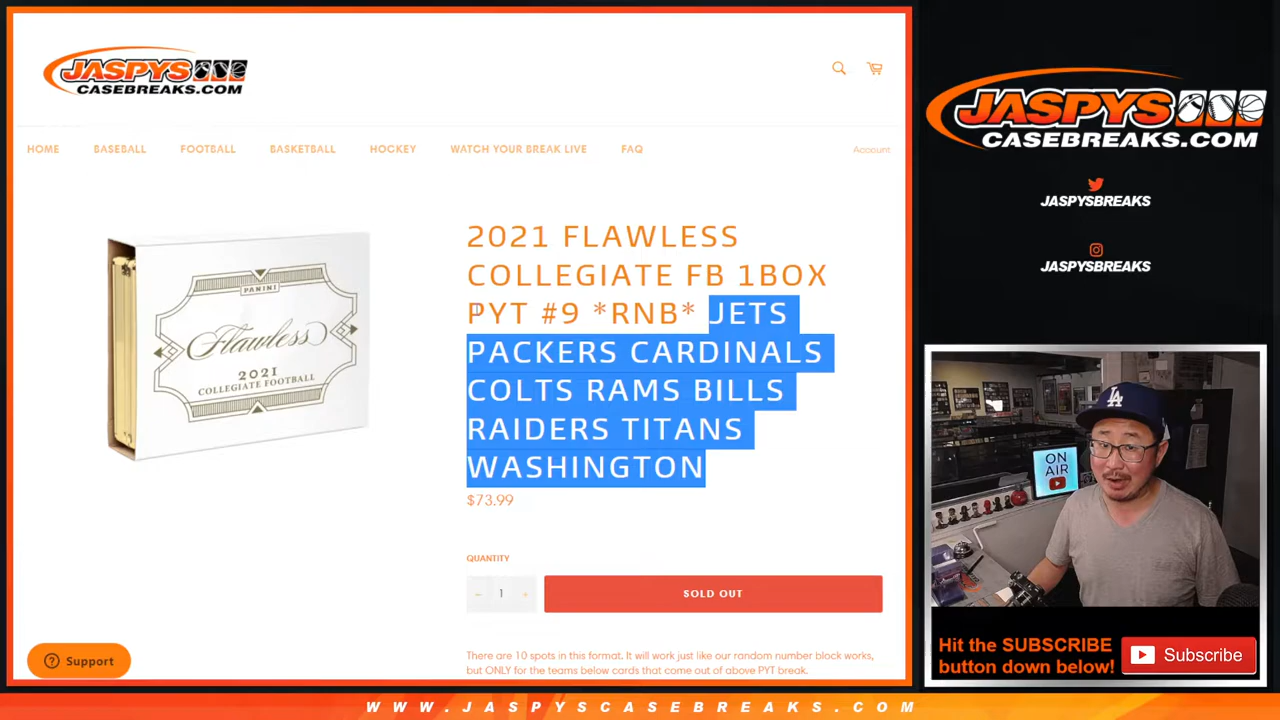 JASPYS
CASEBREAKS.COM
HOME BASEBALL FOOTBALL BASKETBALL HOCKEY WATCH YOUR BREAK LIVE FAQ Account
PANINI
Flawless
2021
COLLEGIATE FOOTBALL
2021 FLAWLESS
COLLEGIATE FB 1BOX
PYT #9 *RNB* JETS
PACKERS CARDINALS
COLTS RAMS BILLS
RAIDERS TITANS
WASHINGTON
$73.99
QUANTITY
- 1 +
SOLD OUT
There are 10 spots in this format. It will work just like our random number block works,
but ONLY for the teams below cards that come out of above PYT break.
? Support
JASPYS
CASEBREAKS.COM
JASPYSBREAKS
JASPYSBREAKS
LA
ON
AIR
Hit the SUBSCRIBE
button down below!
Subscribe
WWW.JASPYSCASEBREAKS.COM